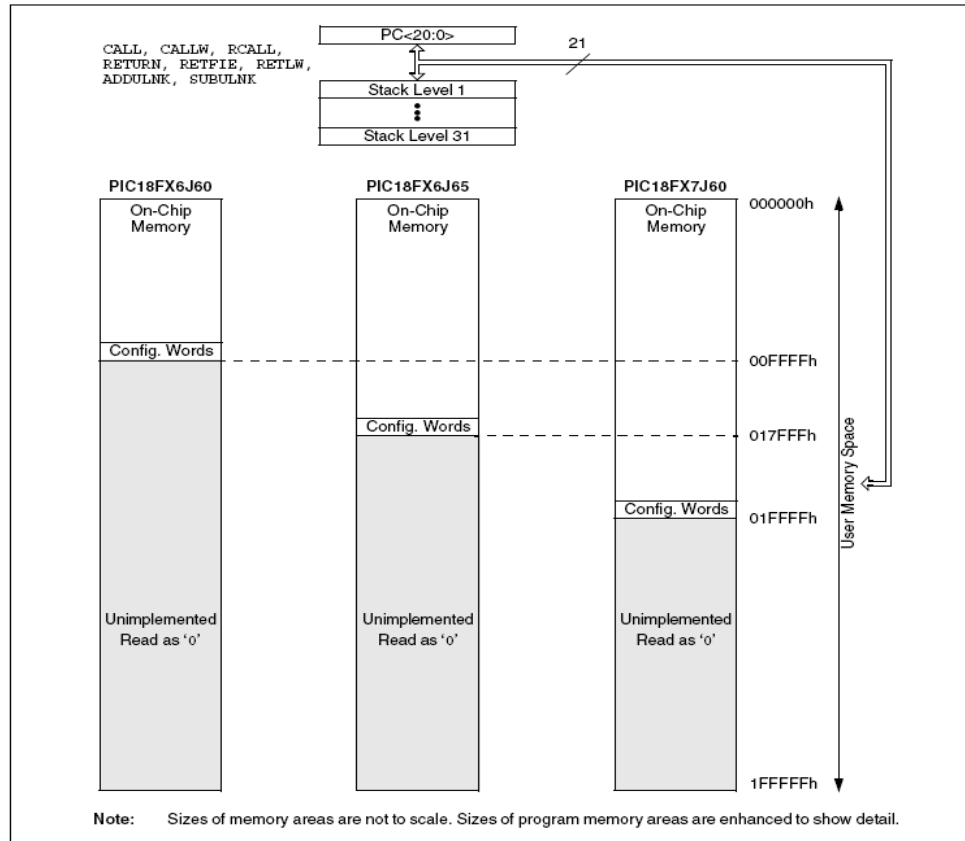 PC<20:0>
CALL, CALLW, RCALL,
RETURN, RETFIE, RETLW,
ADDULNK, SUBULNK
21
Stack Level 1
Stack Level 31
PIC18FX6J60
PIC18FX6J65
PIC18FX7J60
On-Chip
Memory
On-Chip
Memory
On-Chip
Memory
000000h
Config. Words
00FFFFh
Config. Words
017FFFh
Config. Words
01FFFFh
User Memory Space
Unimplemented
Read as ‘0’
Unimplemented
Read as ‘0’
Unimplemented
Read as ‘0’
1FFFFFh
Note: Sizes of memory areas are not to scale. Sizes of program memory areas are enhanced to show detail.